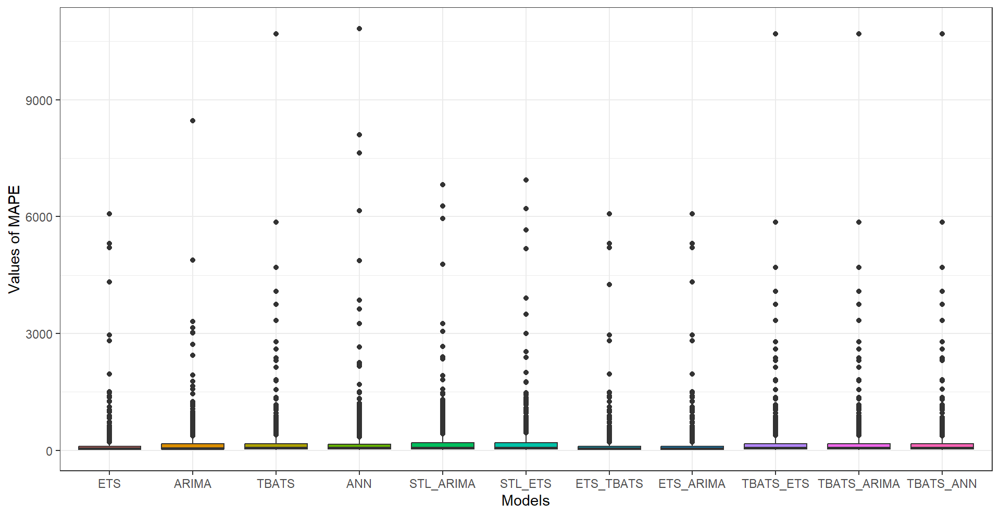 Values of MAPE
9000
6000
3000
0
ETS ARIMA TBATS ANN STL_ARIMA STL_ETS ETS_TBATS ETS_ARIMA TBATS_ETS TBATS_ARIMA TBATS_ANN
Models